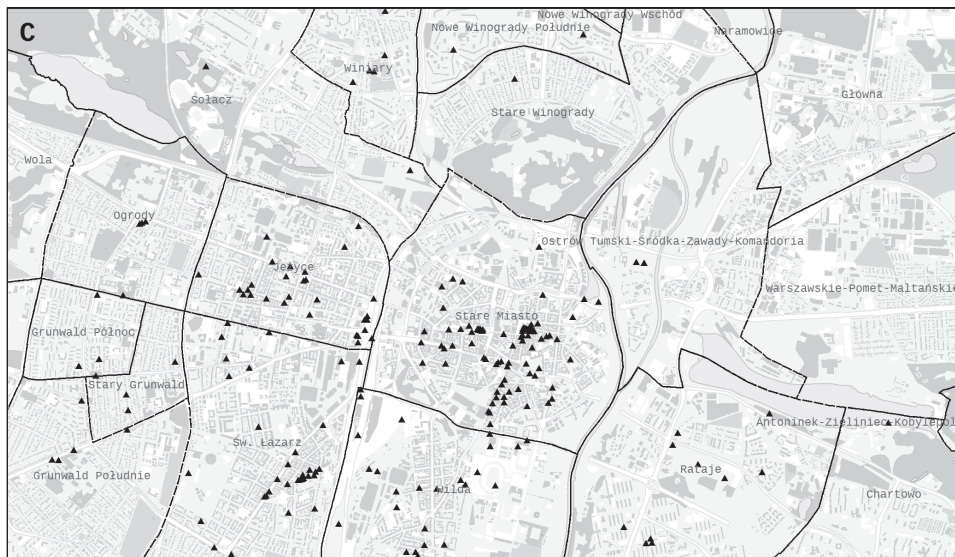 C
Nowe Winogrady Wschód
Nowe Winogrady Południe
Naramowice
Winiary
Sołacz
Główna
Stare Winogrady
Wola
Ogrody
Ostrów Tumski-Śródka-Zawady-Komandoria
Jeżyce
Warszawskie-Pomet-Maltańskie
Stare Miasto
Grunwald Północ
Stary Grunwald
Antoninek-Zieliniec-Kobylepol
Św. Łazarz
Rataje
Grunwald Południe
Wilda
Chartowo